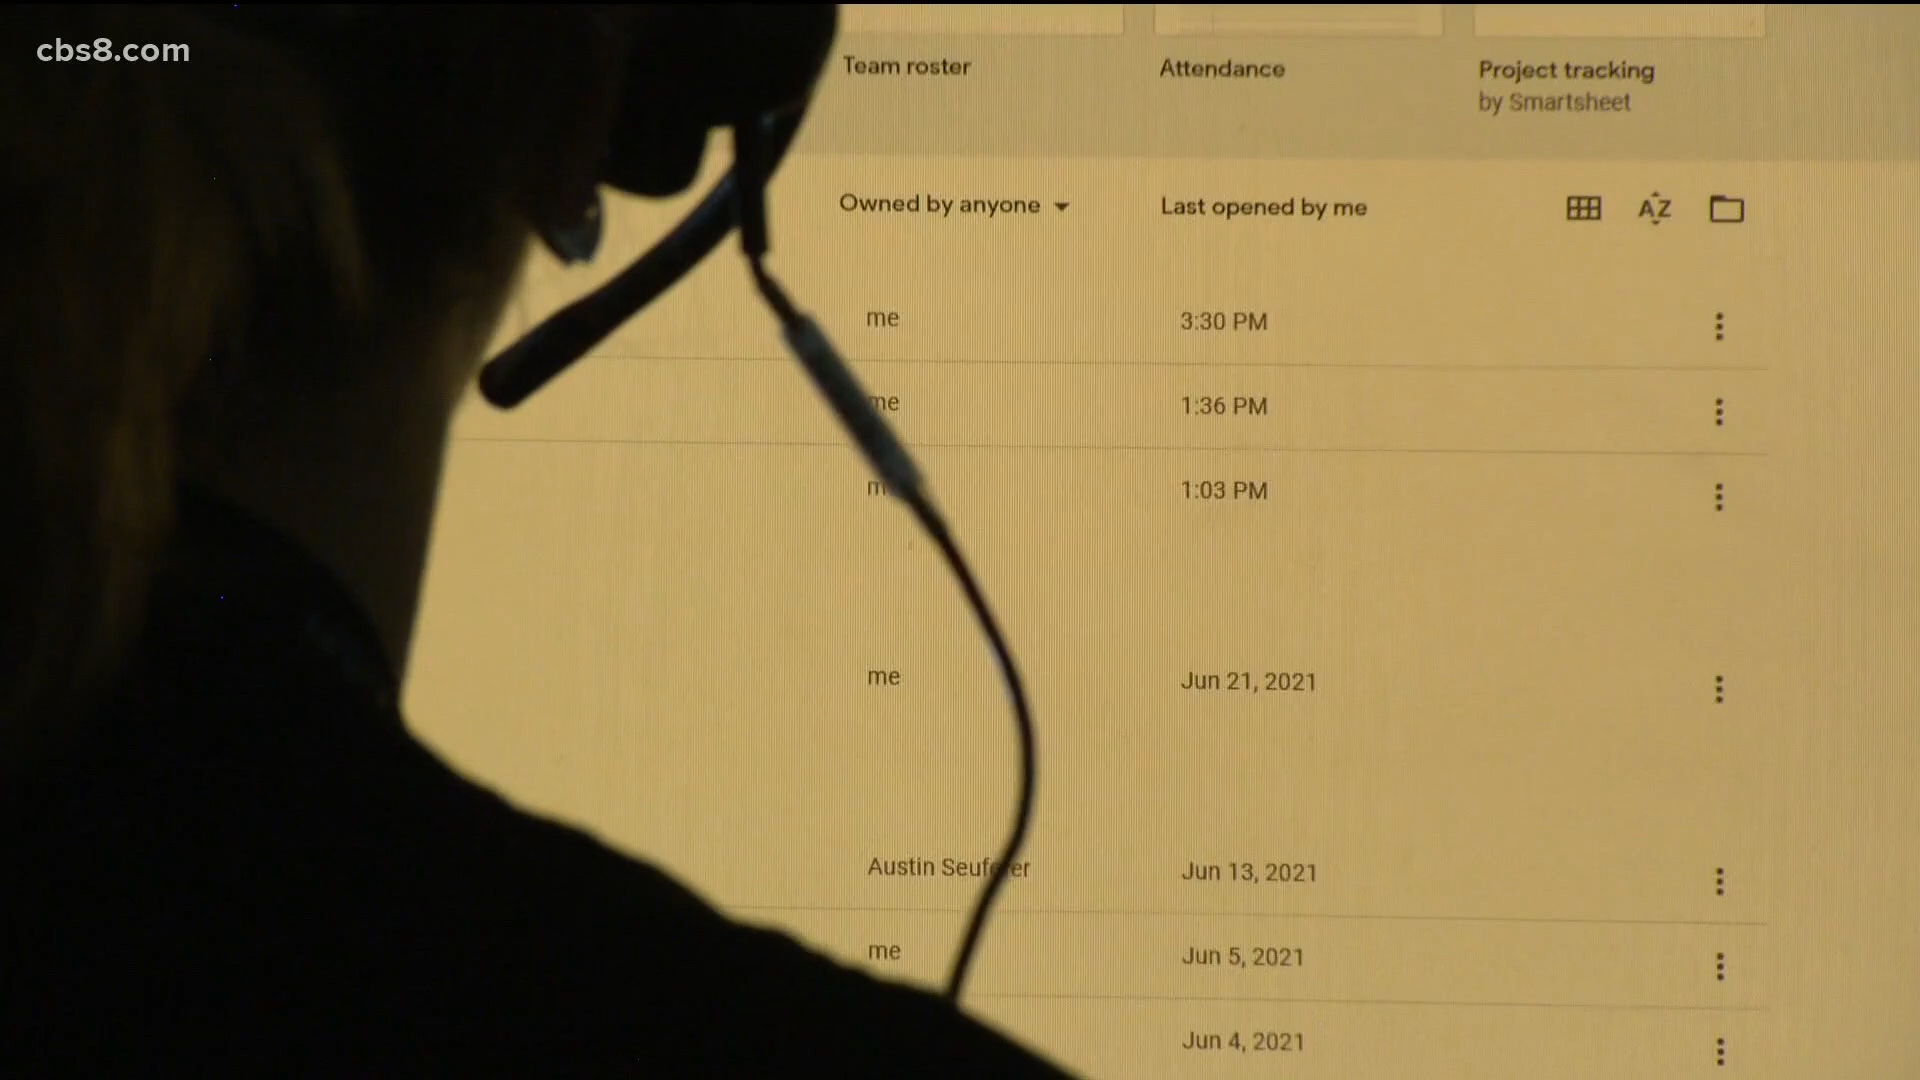 cbs8.com
Team roster Attendance Project tracking
by Smartsheet
Owned by anyone Last opened by me AZ
me 3:30 PM
me 1:36 PM
1:03 PM
me Jun 21, 2021
Austin Jun 13, 2021
me Jun 5, 2021
Jun 4, 2021